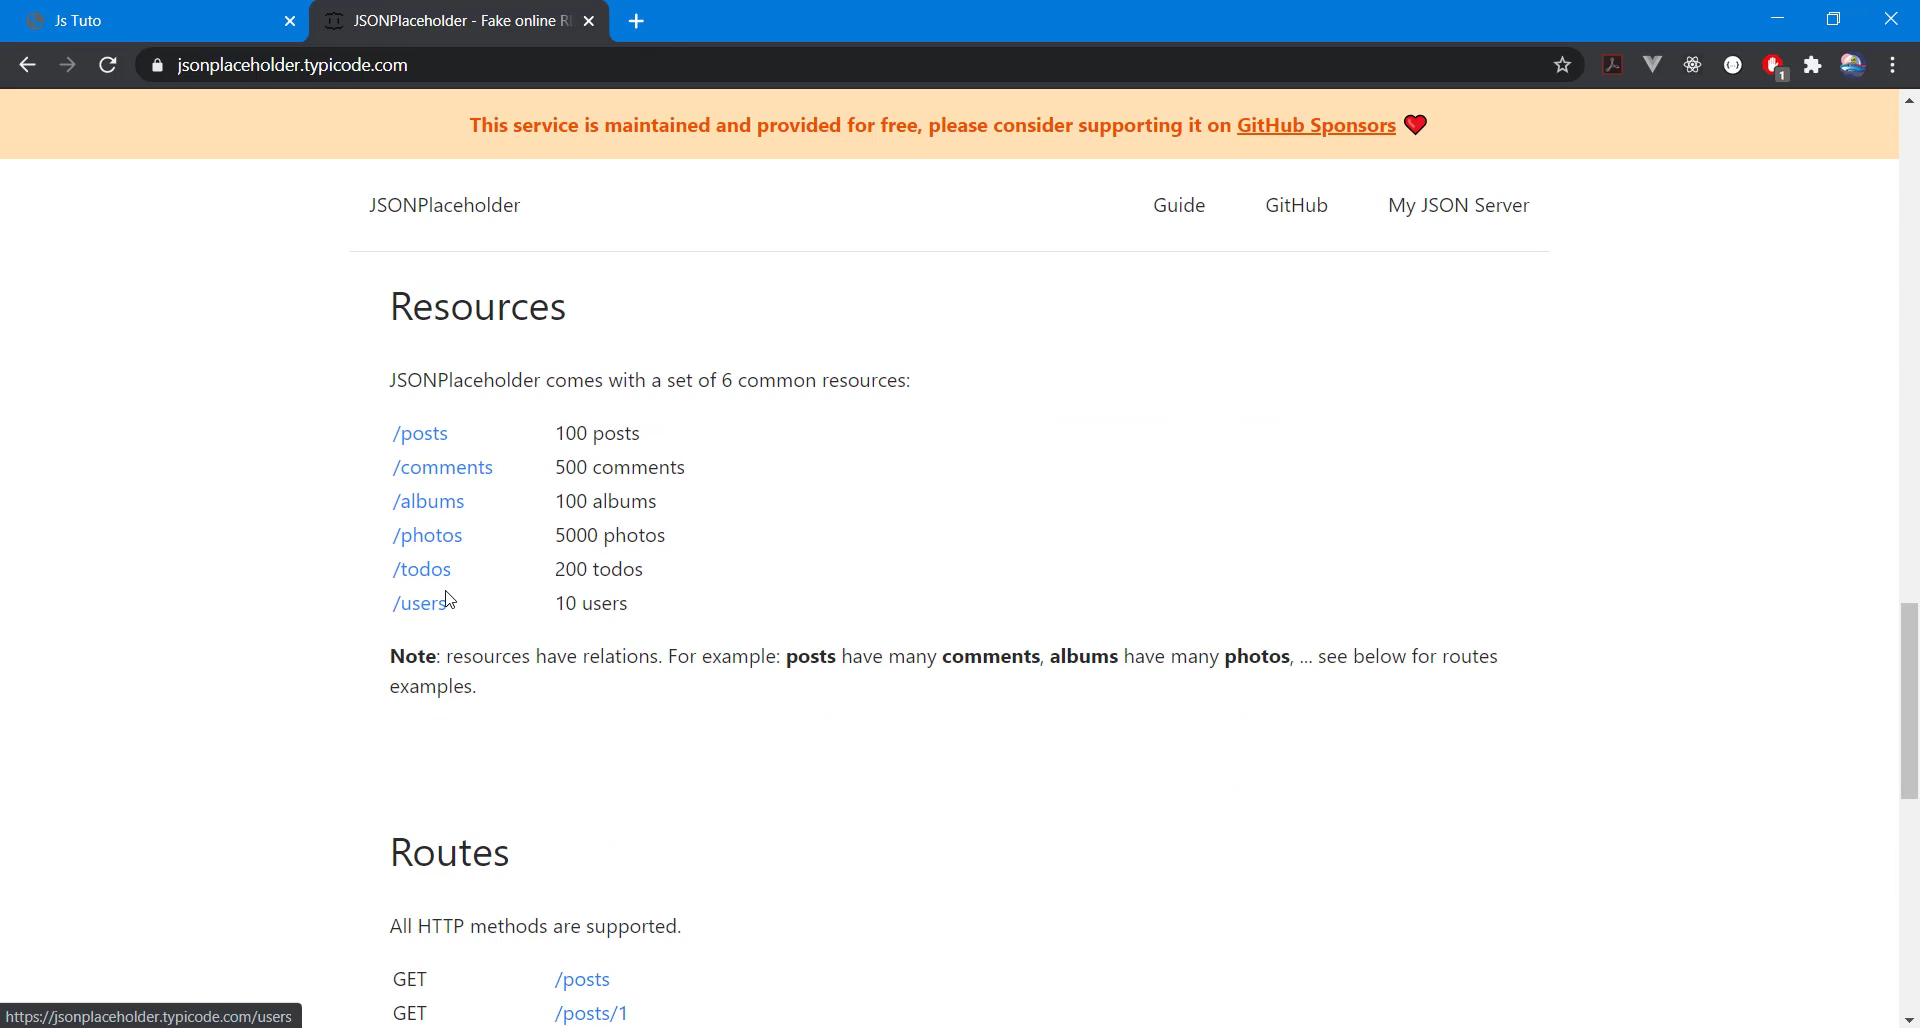 Js Tuto
JSONPlaceholder - Fake online R
jsonplaceholder.typicode.com
1
This service is maintained and provided for free, please consider supporting it on GitHub Sponsors
JSONPlaceholder
Guide
GitHub
My JSON Server
Resources
JSONPlaceholder comes with a set of 6 common resources:
/posts 100 posts
/comments 500 comments
/albums 100 albums
/photos 5000 photos
/todos 200 todos
/users 10 users
Note: resources have relations. For example: posts have many comments, albums have many photos, ... see below for routes
examples.
Routes
All HTTP methods are supported.
GET /posts
GET /posts/1
https://jsonplaceholder.typicode.com/users